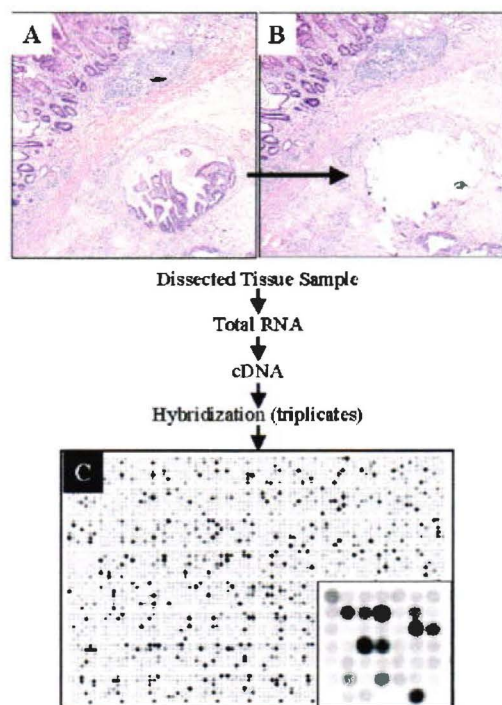 A
B
Dissected Tissue Sample
Total RNA
cDNA
Hybridization (triplicates)
C